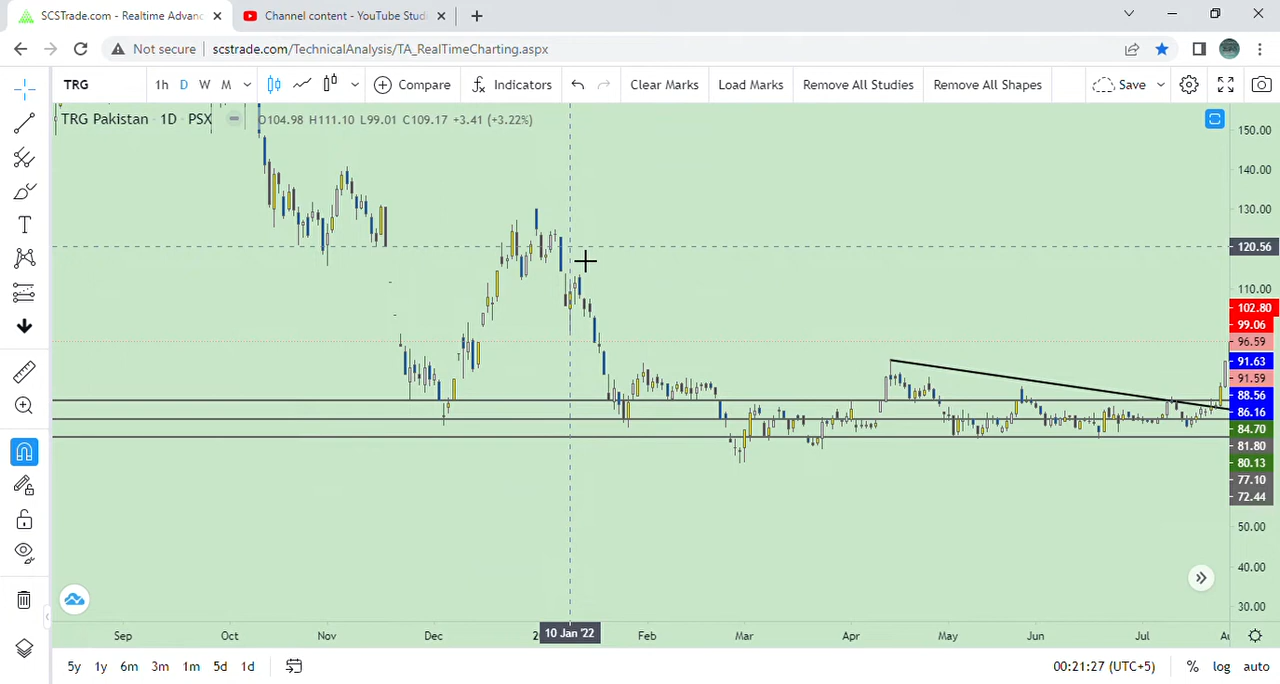 SCSTrade.com - Realtime Advanc
Channel content - YouTube Studi
Not secure
scstrade.com/TechnicalAnalysis/TA_RealTimeCharting.aspx
TRG 1h D W M Compare Indicators Clear Marks Load Marks Remove All Studies Remove All Shapes Save
TRG Pakistan · 1D · PSX O104.98 H111.10 L99.01 C109.17 +3.41 (+3.22%)
150.00
140.00
130.00
120.56
110.00
102.80
99.06
96.59
91.63
91.59
88.56
86.16
84.70
81.80
80.13
77.10
72.44
50.00
40.00
30.00
Sep Oct Nov Dec 2 10 Jan '22 Feb Mar Apr May Jun Jul Au
5y 1y 6m 3m 1m 5d 1d 00:21:27 (UTC+5) % log auto